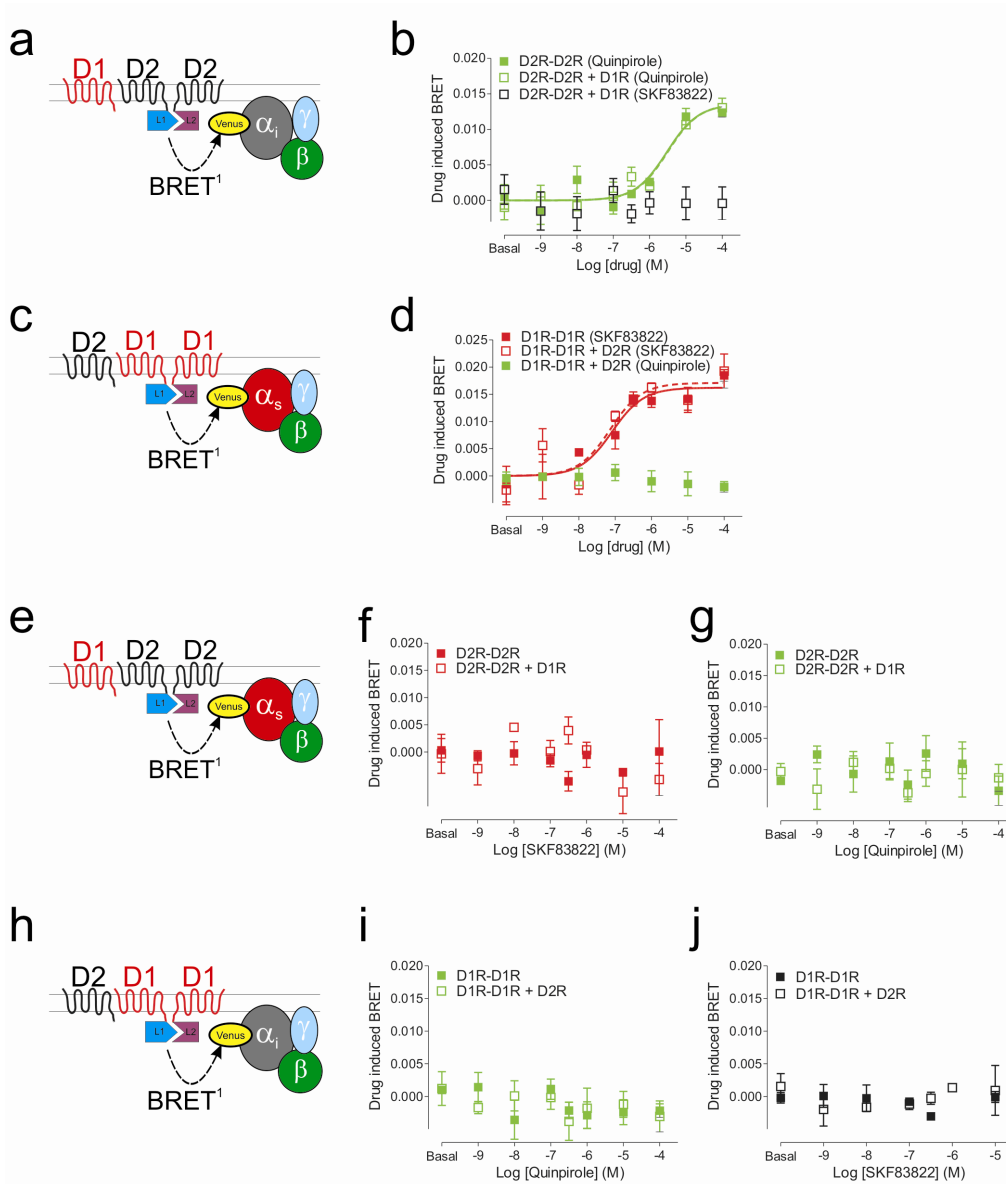 a
D1 D2 D2
L1 L2 Venus αi γ β
BRET1
b
Drug induced BRET
0.020
0.015
0.010
0.005
0.000
D2R-D2R (Quinpirole)
D2R-D2R + D1R (Quinpirole)
D2R-D2R + D1R (SKF83822)
Basal -9 -8 -7 -6 -5 -4
Log [drug] (M)
c
D2 D1 D1
L1 L2 Venus αs γ β
BRET1
d
Drug induced BRET
0.025
0.020
0.015
0.010
0.005
0.000
D1R-D1R (SKF83822)
D1R-D1R + D2R (SKF83822)
D1R-D1R + D2R (Quinpirole)
Basal -9 -8 -7 -6 -5 -4
Log [drug] (M)
e
D1 D2 D2
L1 L2 Venus αs γ β
BRET1
f
Drug induced BRET
0.020
0.015
0.010
0.005
0.000
D2R-D2R
D2R-D2R + D1R
Basal -9 -8 -7 -6 -5 -4
Log [SKF83822] (M)
g
Drug induced BRET
0.020
0.015
0.010
0.005
0.000
D2R-D2R
D2R-D2R + D1R
Basal -9 -8 -7 -6 -5 -4
Log [Quinpirole] (M)
h
D2 D1 D1
L1 L2 Venus αi γ β
BRET1
i
Drug induced BRET
0.020
0.015
0.010
0.005
0.000
D1R-D1R
D1R-D1R + D2R
Basal -9 -8 -7 -6 -5 -4
Log [Quinpirole] (M)
j
Drug induced BRET
0.020
0.015
0.010
0.005
0.000
D1R-D1R
D1R-D1R + D2R
Basal -9 -8 -7 -6 -5
Log [SKF83822] (M)